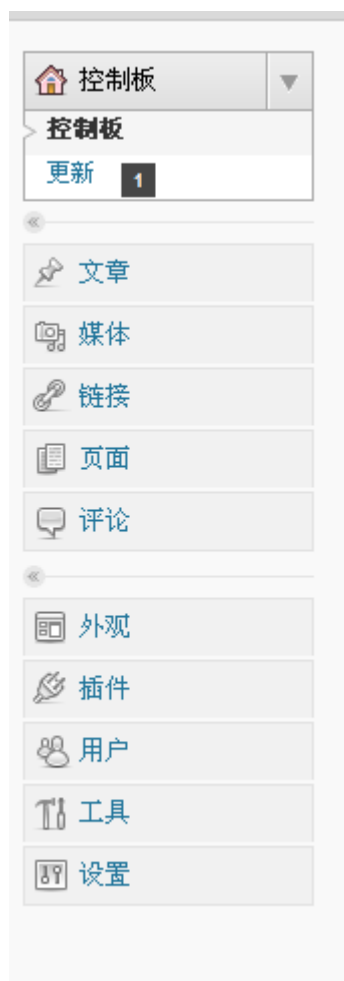 控制板
控制板
更新 1
文章
媒体
链接
页面
评论
外观
插件
用户
工具
设置